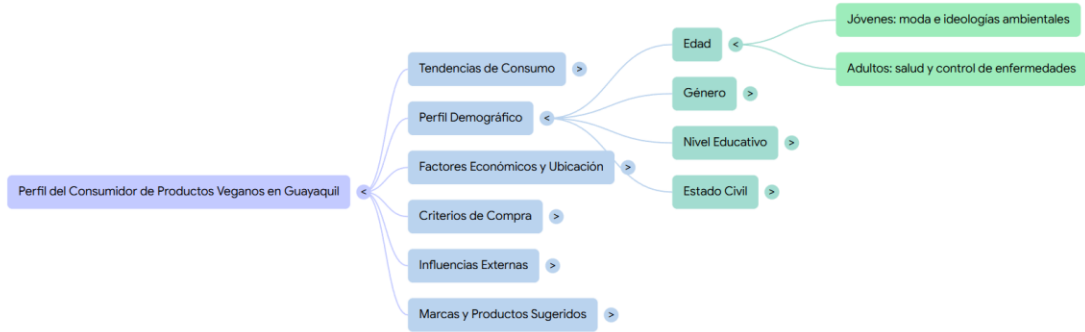 Perfil del Consumidor de Productos Veganos en Guayaquil
<
Tendencias de Consumo
>
Perfil Demográfico
<
Edad
<
Jóvenes: moda e ideologías ambientales
Adultos: salud y control de enfermedades
Género
>
Nivel Educativo
>
Estado Civil
>
Factores Económicos y Ubicación
>
Criterios de Compra
>
Influencias Externas
>
Marcas y Productos Sugeridos
>